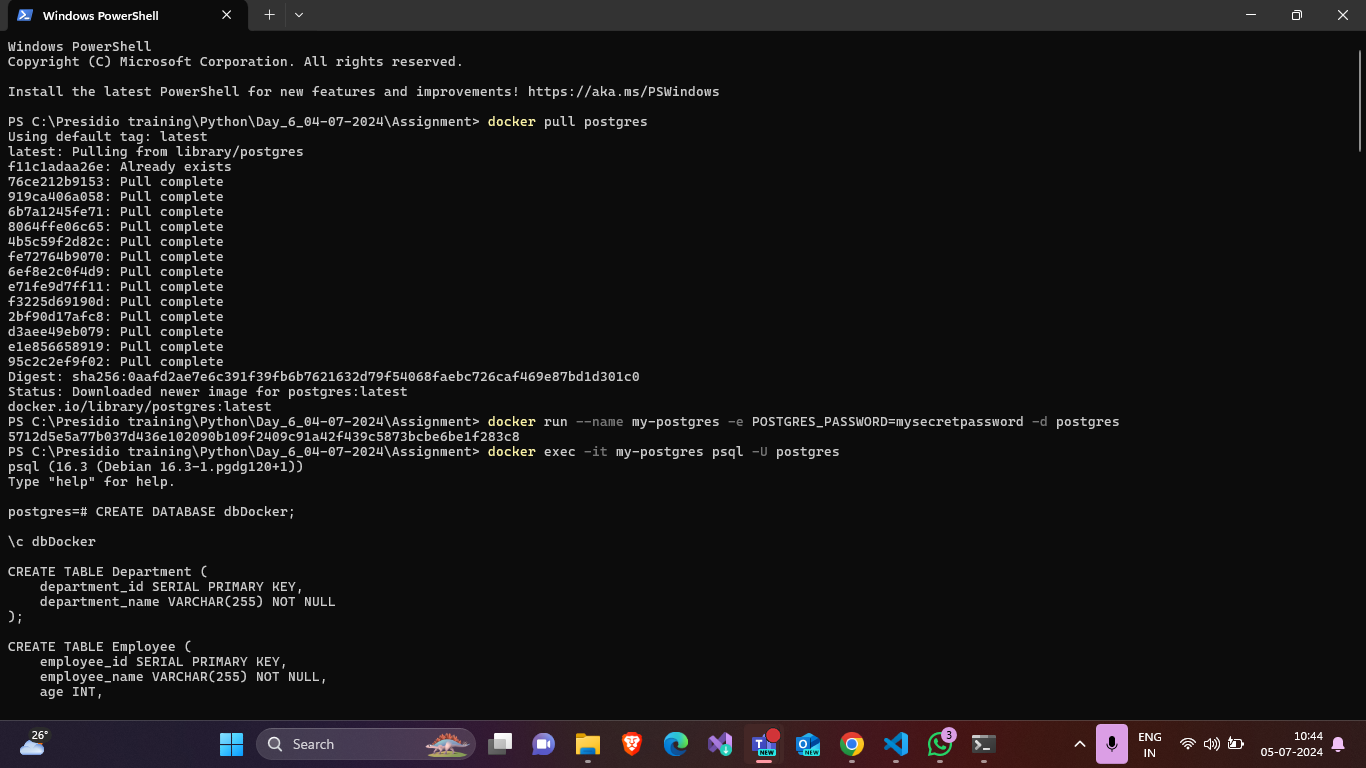 Windows PowerShell
Windows PowerShell
Copyright (C) Microsoft Corporation. All rights reserved.
Install the latest PowerShell for new features and improvements! https://aka.ms/PSWindows
PS C:\Presidio training\Python\Day_6_04-07-2024\Assignment> docker pull postgres
Using default tag: latest
latest: Pulling from library/postgres
f11c1adaa26e: Already exists
76ce212b9153: Pull complete
919ca406a058: Pull complete
6b7a1245fe71: Pull complete
8064ffe06c65: Pull complete
4b5c59f2d82c: Pull complete
fe72764b9070: Pull complete
6ef8e2c0f4d9: Pull complete
e71fe9d7ff11: Pull complete
f3225d69190d: Pull complete
2bf90d17afc8: Pull complete
d3aee49eb079: Pull complete
e1e856658919: Pull complete
95c2c2ef9f02: Pull complete
Digest: sha256:0aafd2ae7e6c391f39fb6b7621632d79f54068faebc726caf469e87bd1d301c0
Status: Downloaded newer image for postgres:latest
docker.io/library/postgres:latest
PS C:\Presidio training\Python\Day_6_04-07-2024\Assignment> docker run --name my-postgres -e POSTGRES_PASSWORD=mysecretpassword -d postgres
5712d5e5a77b037d436e102090b109f2409c91a42f439c5873bcbe6be1f283c8
PS C:\Presidio training\Python\Day_6_04-07-2024\Assignment> docker exec -it my-postgres psql -U postgres
psql (16.3 (Debian 16.3-1.pgdg120+1))
Type "help" for help.
postgres=# CREATE DATABASE dbDocker;
\c dbDocker
CREATE TABLE Department (
    department_id SERIAL PRIMARY KEY,
    department_name VARCHAR(255) NOT NULL
);
CREATE TABLE Employee (
    employee_id SERIAL PRIMARY KEY,
    employee_name VARCHAR(255) NOT NULL,
    age INT,
26°
Search
NEW
NEW
3
ENG
IN
10:44
05-07-2024